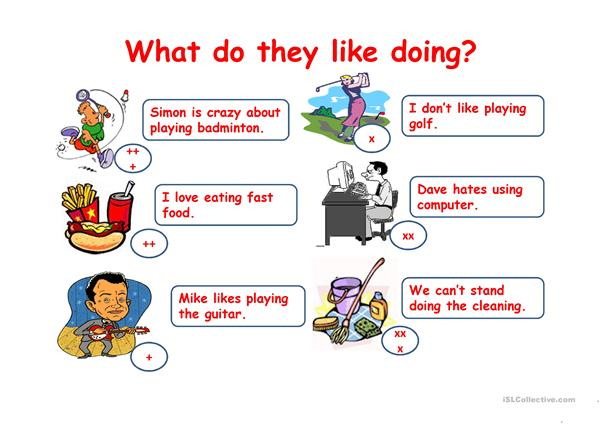 What do they like doing?
Simon is crazy about
playing badminton.
++
+
I don't like playing
golf.
x
I love eating fast
food.
++
Dave hates using
computer.
xx
Mike likes playing
the guitar.
+
We can't stand
doing the cleaning.
xx
x
iSLCollective.com